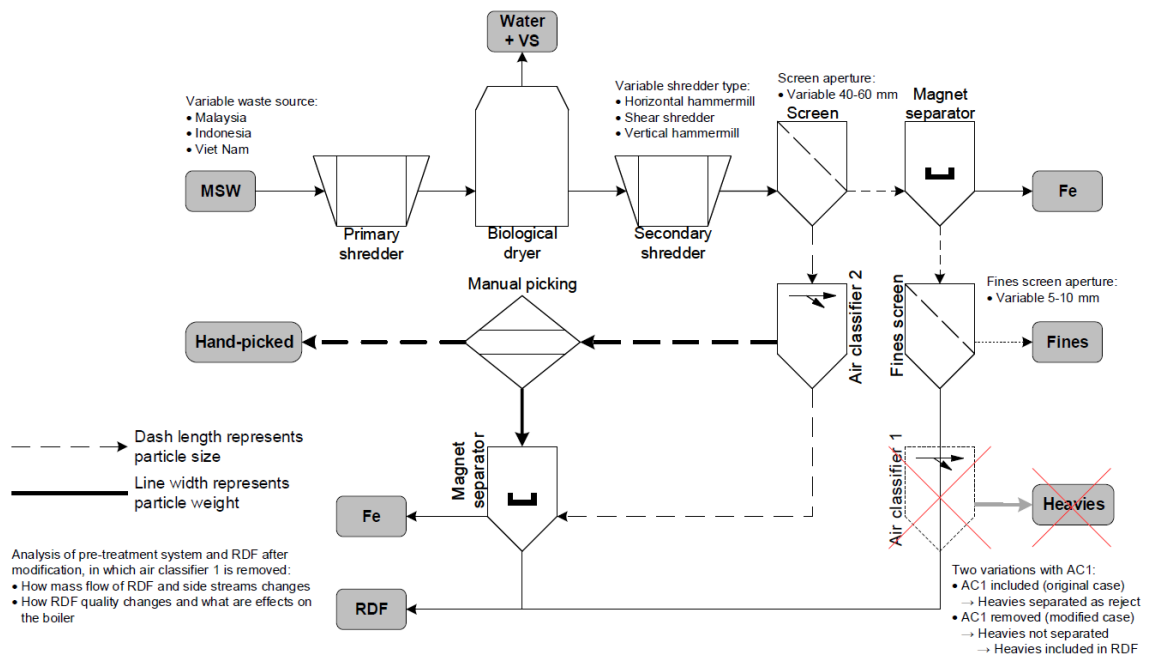 Water
+ VS
Variable waste source:
• Malaysia
• Indonesia
• Viet Nam
Variable shredder type:
• Horizontal hammermill
• Shear shredder
• Vertical hammermill
Screen aperture:
• Variable 40-60 mm
Screen
Magnet
separator
MSW
Fe
Primary
shredder
Biological
dryer
Secondary
shredder
Manual picking
Air classifier 2
Fines screen
Fines screen aperture:
• Variable 5-10 mm
Hand-picked
Fines
Dash length represents
particle size
Line width represents
particle weight
Magnet
separator
Air classifier 1
Heavies
Fe
Analysis of pre-treatment system and RDF after
modification, in which air classifier 1 is removed:
• How mass flow of RDF and side streams changes
• How RDF quality changes and what are effects on
the boiler
RDF
Two variations with AC1:
• AC1 included (original case)
→ Heavies separated as reject
• AC1 removed (modified case)
→ Heavies not separated
→ Heavies included in RDF